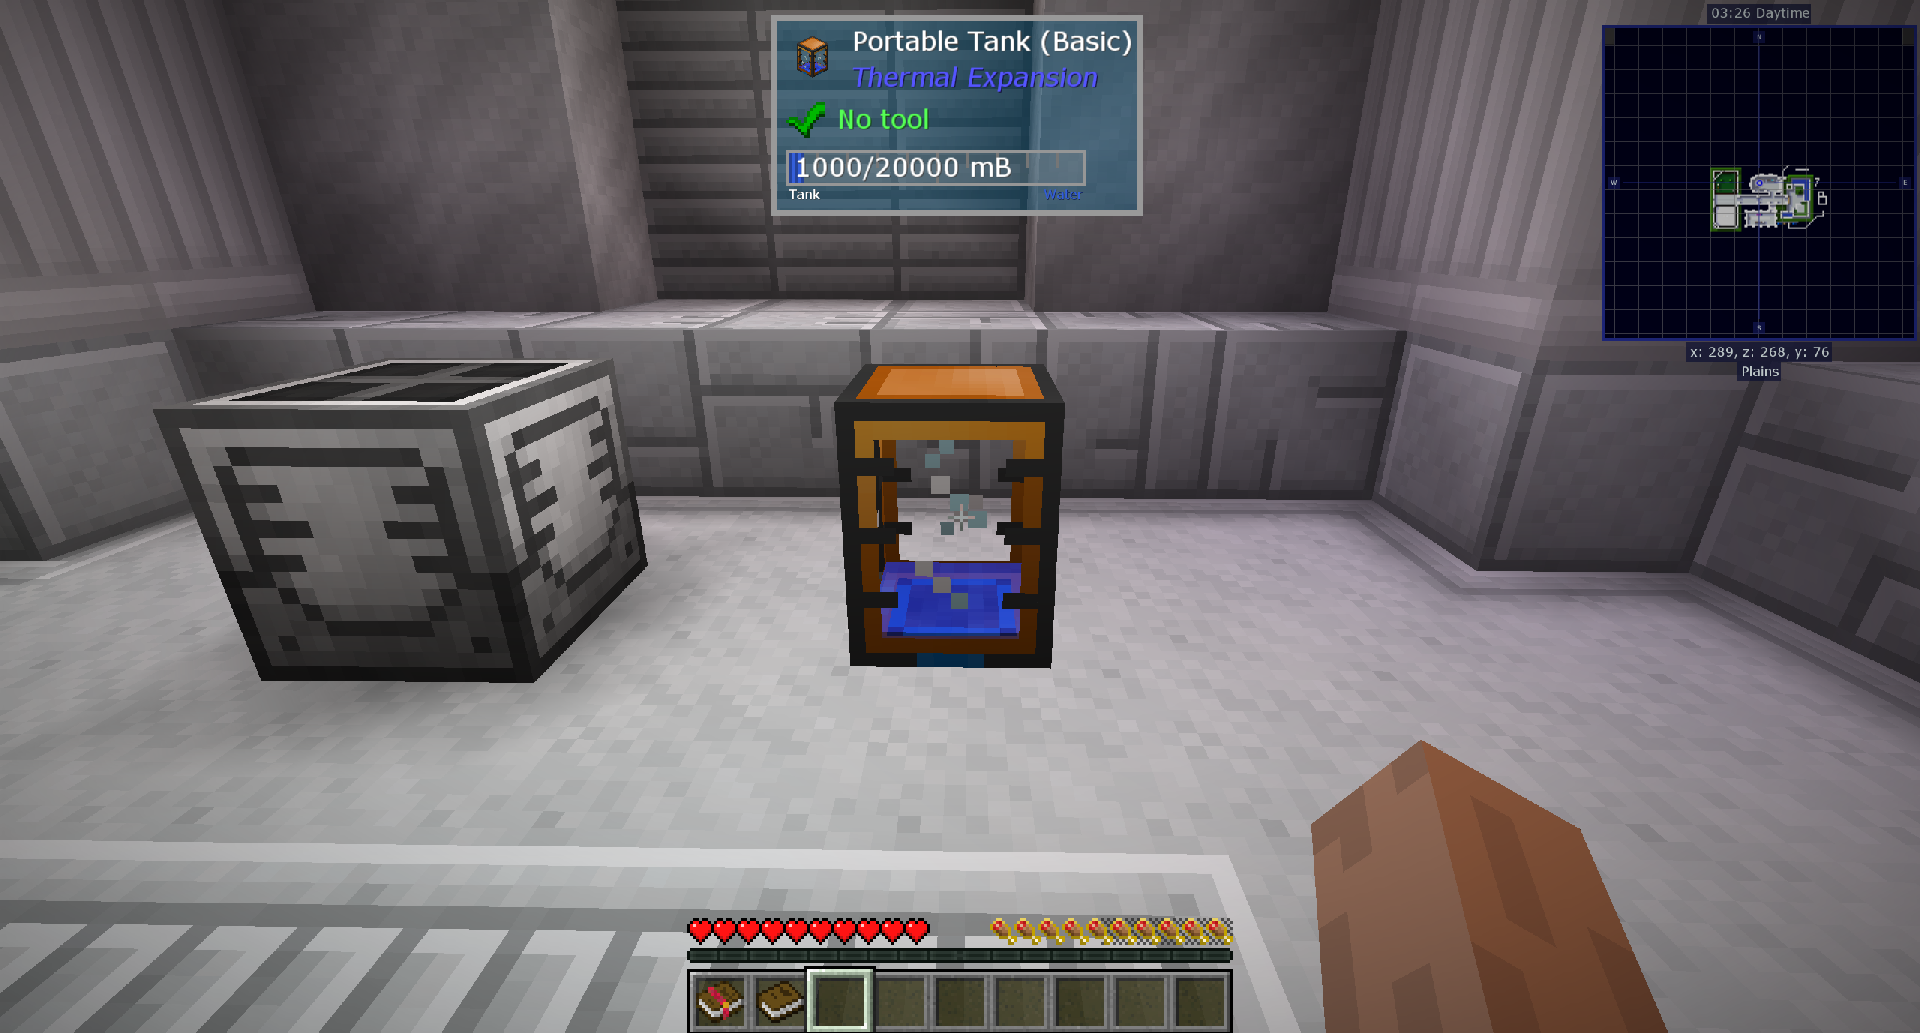 Portable Tank (Basic)
Thermal Expansion
No tool
1000/20000 mB
Tank Water
03:26 Daytime
N
W E
x: 289, z: 268, y: 76
Plains